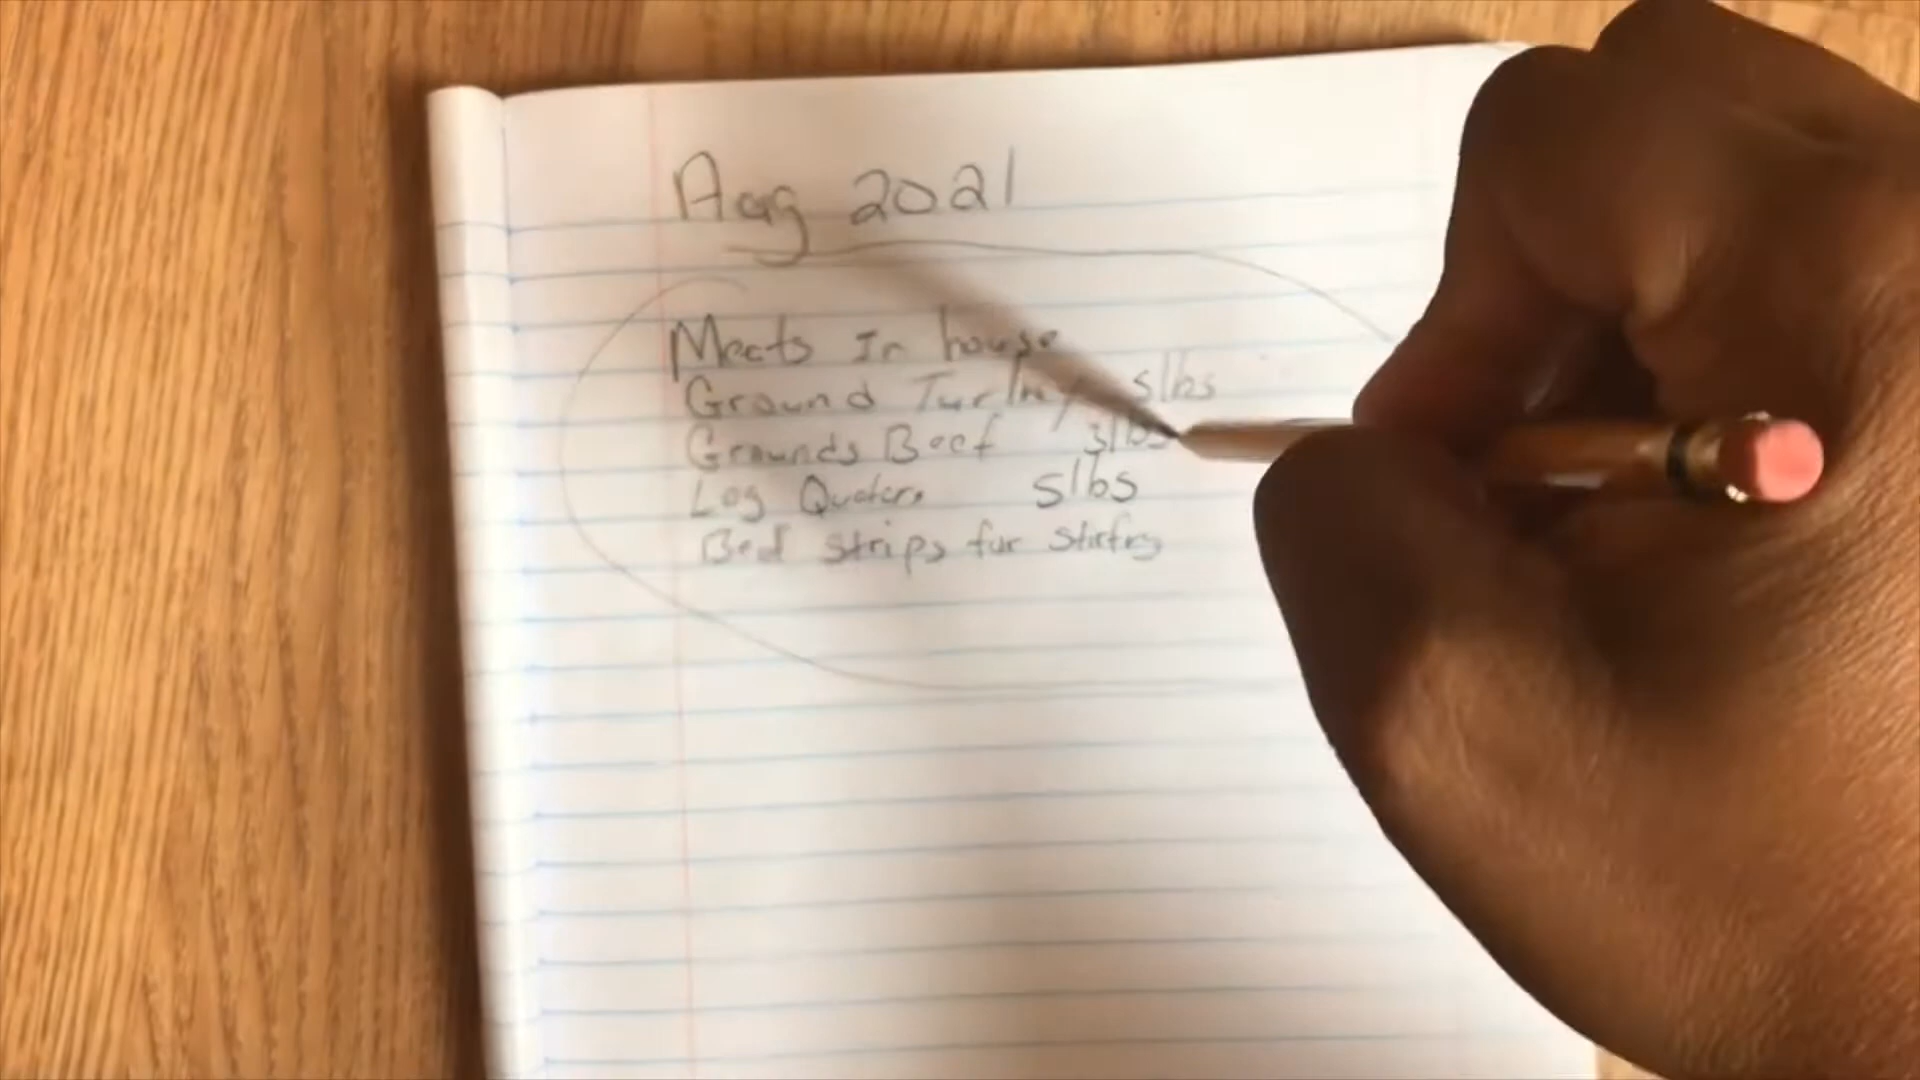 Aug 2021
Meats In house
Ground Turkey 5lbs
Grounds Beef 3lbs
Leg Quaters 5lbs
Beef strips for stirfry